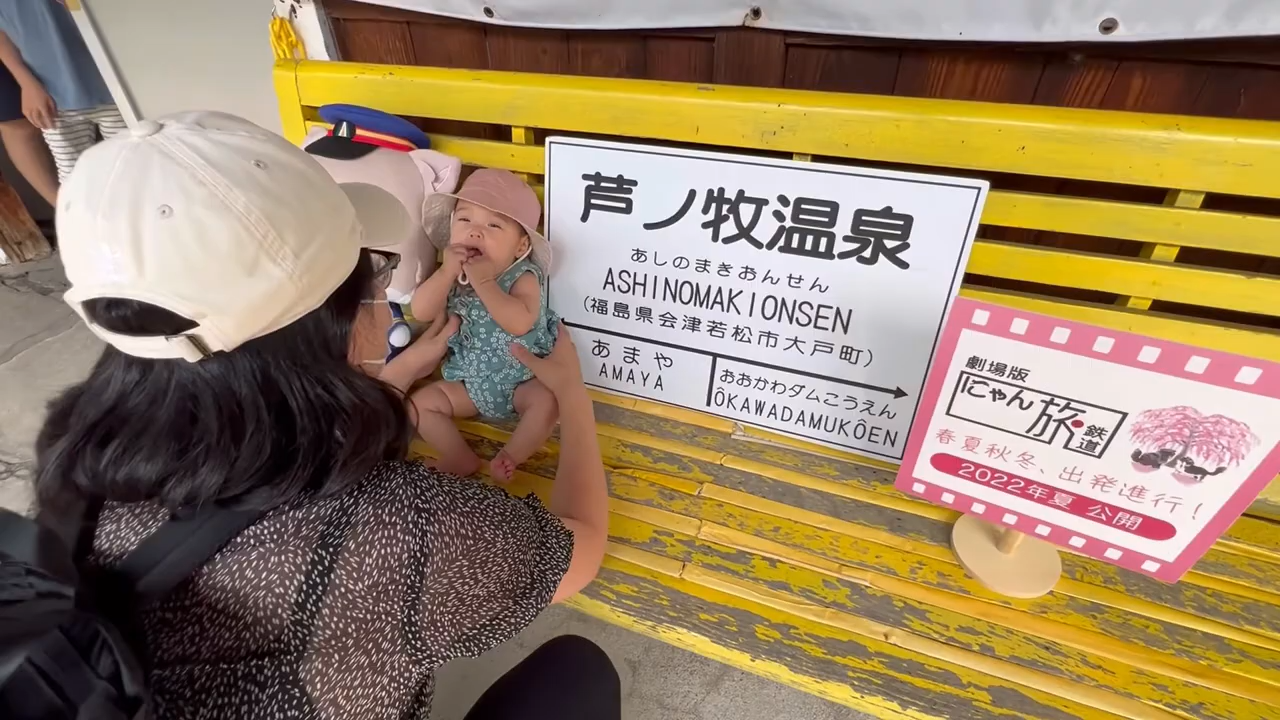 芦ノ牧温泉
あしのまきおんせん
ASHINOMAKIONSEN
(福島県会津若松市大戸町)
あまや
AMAYA
おおかわダムこうえん
ÔKAWADAMUKÔEN
劇場版
にゃん旅鉄道
春夏秋冬、出発進行!
2022年夏 公開